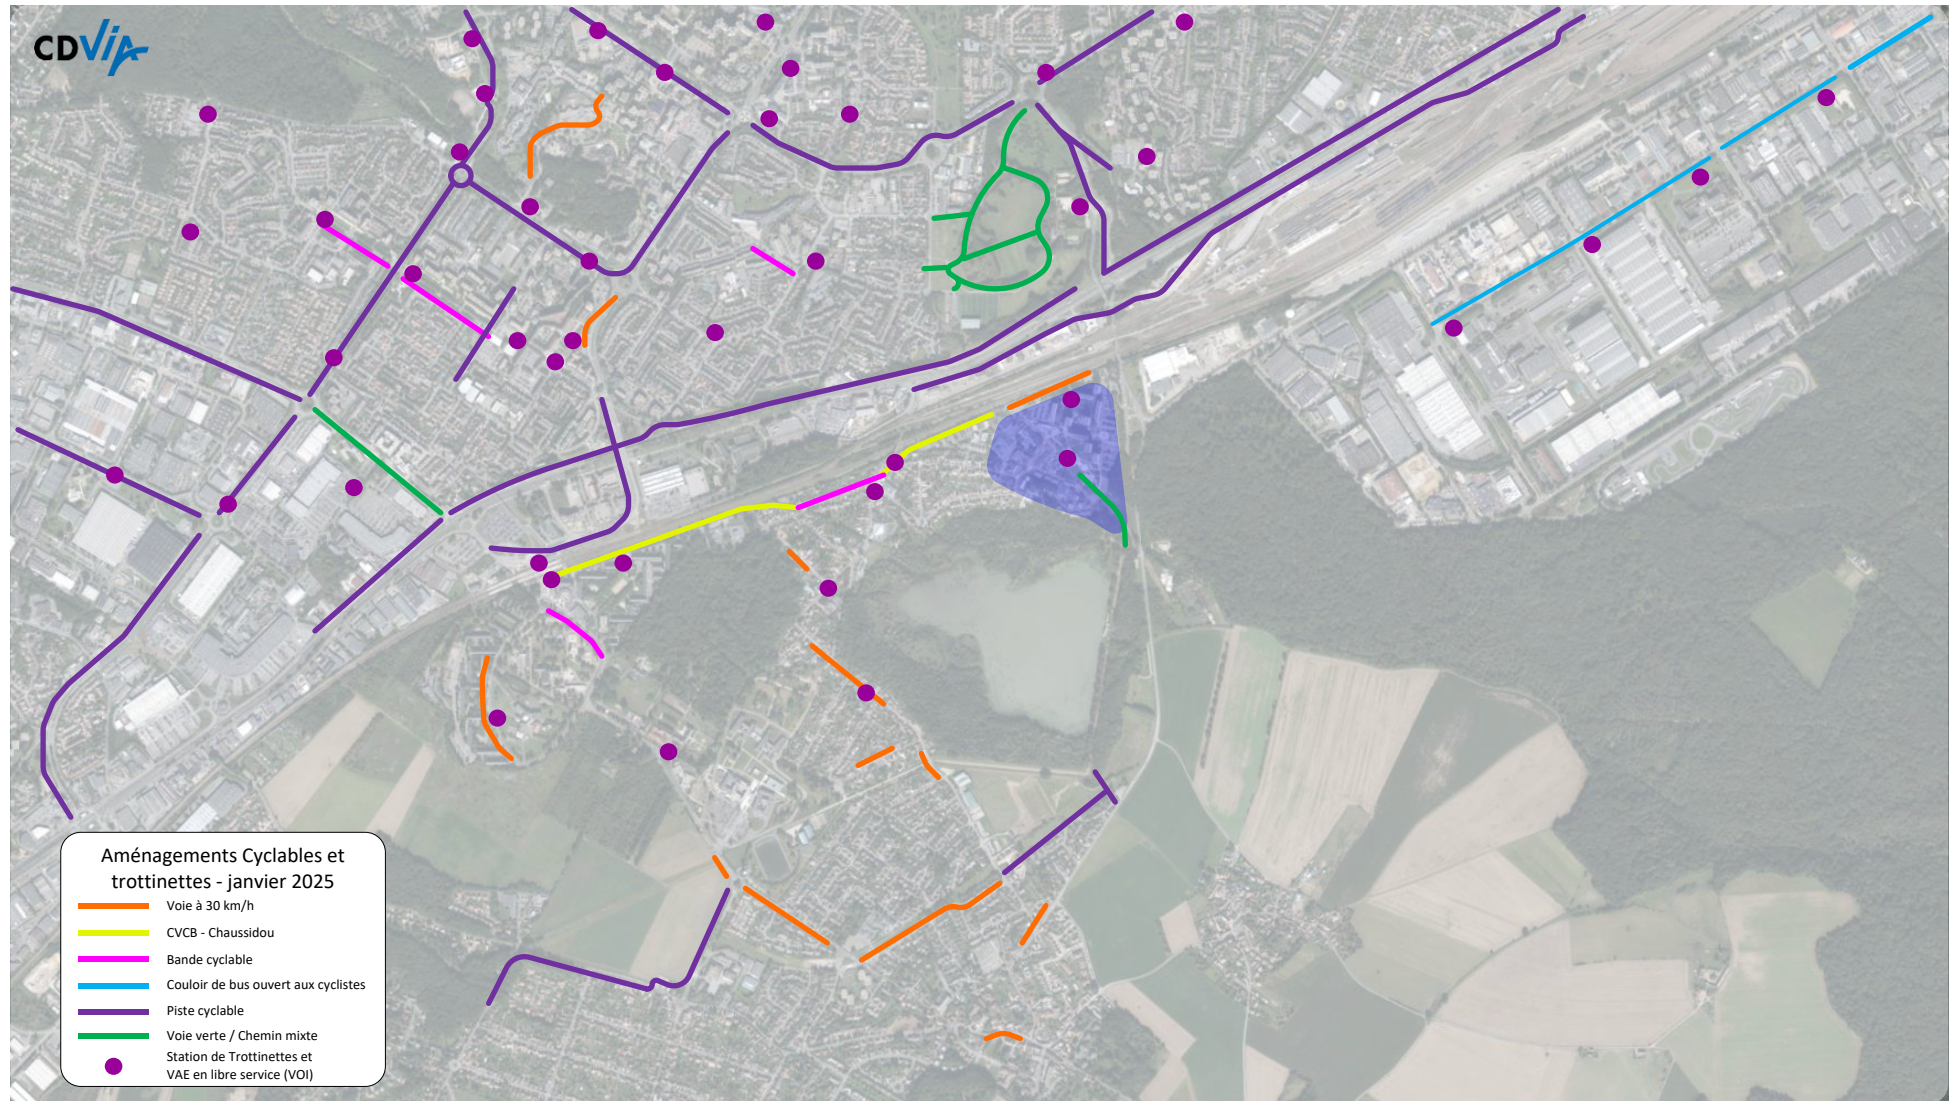 CDVIA
Aménagements Cyclables et
trottinettes - janvier 2025
Voie à 30 km/h
CVCB - Chaussidou
Bande cyclable
Couloir de bus ouvert aux cyclistes
Piste cyclable
Voie verte / Chemin mixte
Station de Trottinettes et
VAE en libre service (VOI)